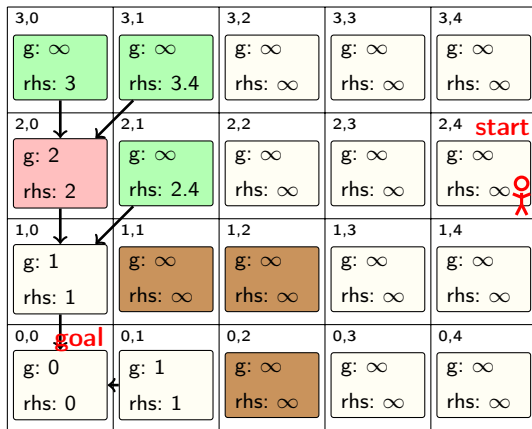 3,0 3,1 3,2 3,3 3,4
g: ∞ g: ∞ g: ∞ g: ∞ g: ∞
rhs: 3 rhs: 3.4 rhs: ∞ rhs: ∞ rhs: ∞
2,0 2,1 2,2 2,3 2,4 start
g: 2 g: ∞ g: ∞ g: ∞ g: ∞
rhs: 2 rhs: 2.4 rhs: ∞ rhs: ∞ rhs: ∞
1,0 1,1 1,2 1,3 1,4
g: 1 g: ∞ g: ∞ g: ∞ g: ∞
rhs: 1 rhs: ∞ rhs: ∞ rhs: ∞ rhs: ∞
0,0 goal 0,1 0,2 0,3 0,4
g: 0 g: 1 g: ∞ g: ∞ g: ∞
rhs: 0 rhs: 1 rhs: ∞ rhs: ∞ rhs: ∞